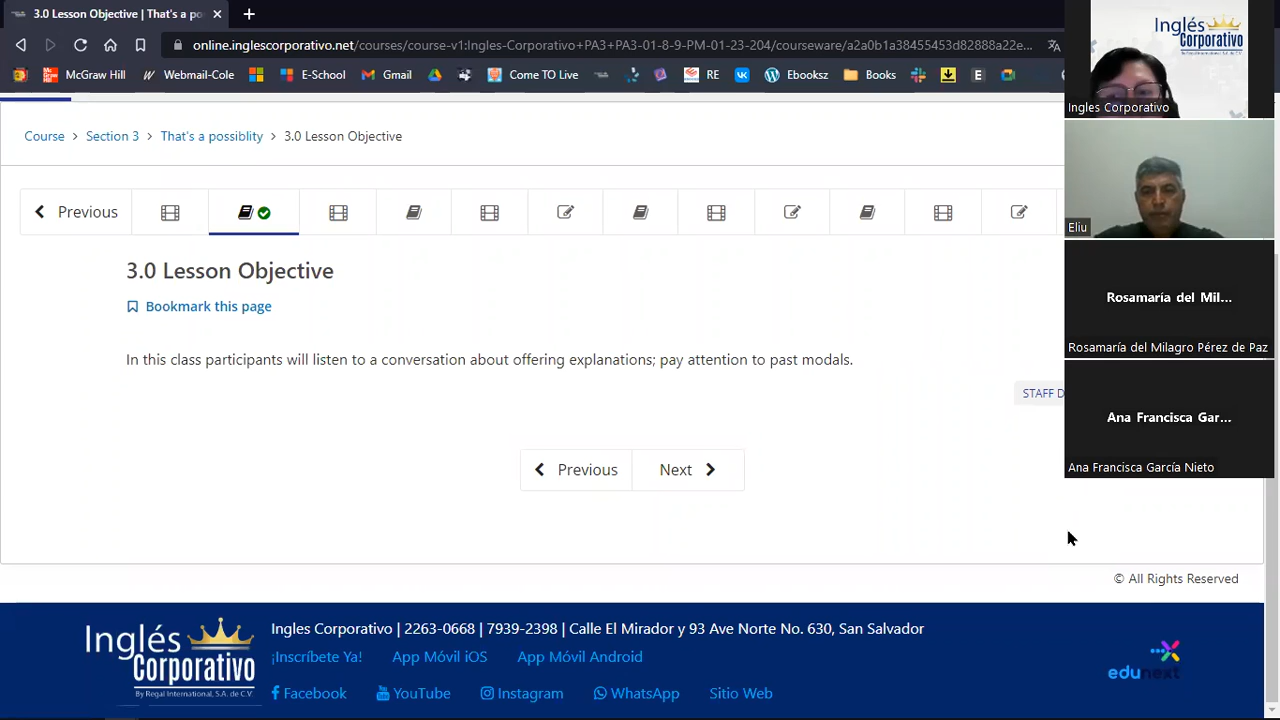 3.0 Lesson Objective | That's a po
online.inglescorporativo.net/courses/course-v1:Ingles-Corporativo+PA3+PA3-01-8-9-PM-01-23-204/courseware/a2a0b1a38455453d82888a22e...
McGraw Hill
Webmail-Cole
E-School
Gmail
Come TO Live
RE
Ebooksz
Books
Course > Section 3 > That's a possiblity > 3.0 Lesson Objective
Previous
3.0 Lesson Objective
Bookmark this page
In this class participants will listen to a conversation about offering explanations; pay attention to past modals.
STAFF D
Previous
Next
© All Rights Reserved
Inglés
Corporativo
By Regal International, S.A. de C.V.
Ingles Corporativo | 2263-0668 | 7939-2398 | Calle El Mirador y 93 Ave Norte No. 630, San Salvador
¡Inscríbete Ya!
App Móvil iOS
App Móvil Android
Facebook
YouTube
Instagram
WhatsApp
Sitio Web
edunext
Inglés
Corporativo
Ingles Corporativo
Eliu
Rosamaría del Mil...
Rosamaría del Milagro Pérez de Paz
Ana Francisca Gar...
Ana Francisca García Nieto